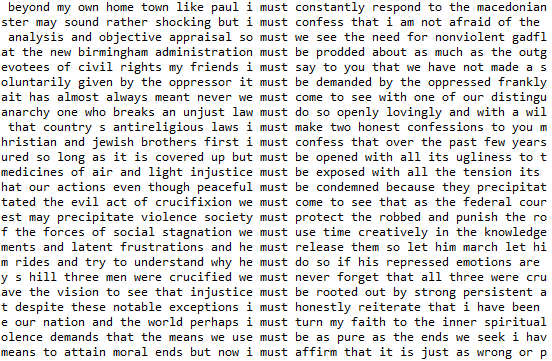 beyond my own home town like paul i must constantly respond to the macedonian
ster may sound rather shocking but i must confess that i am not afraid of the
analysis and objective appraisal so must we see the need for nonviolent gadfl
at the new birmingham administration must be prodded about as much as the outg
evotees of civil rights my friends i must say to you that we have not made a s
oluntarily given by the oppressor it must be demanded by the oppressed frankly
ait has almost always meant never we must come to see with one of our distingu
anarchy one who breaks an unjust law must do so openly lovingly and with a wil
that country s antireligious laws i must make two honest confessions to you m
hristian and jewish brothers first i must confess that over the past few years
ured so long as it is covered up but must be opened with all its ugliness to t
medicines of air and light injustice must be exposed with all the tension its
hat our actions even though peaceful must be condemned because they precipitat
tated the evil act of crucifixion we must come to see that as the federal cour
est may precipitate violence society must protect the robbed and punish the ro
f the forces of social stagnation we must use time creatively in the knowledge
ments and latent frustrations and he must release them so let him march let hi
m rides and try to understand why he must do so if his repressed emotions are
y s hill three men were crucified we must never forget that all three were cru
ave the vision to see that injustice must be rooted out by strong persistent a
t despite these notable exceptions i must honestly reiterate that i have been
e our nation and the world perhaps i must turn my faith to the inner spiritual
olence demands that the means we use must be as pure as the ends we seek i hav
means to attain moral ends but now i must affirm that it is just as wrong or p